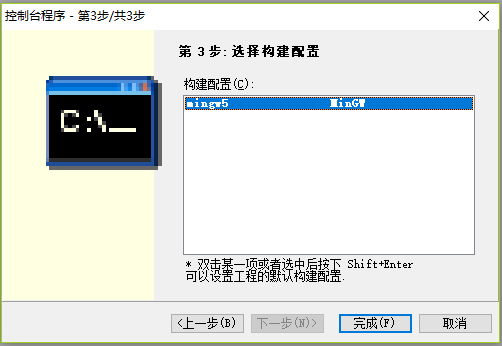 控制台程序 - 第3步/共3步
第 3 步: 选择构建配置
构建配置(C):
mingw5 MinGW
* 双击某一项或者选中后按下 Shift+Enter
可以设置工程的默认构建配置.
<上一步(B) 下一步(N)> 完成(F) 取消
C:\_